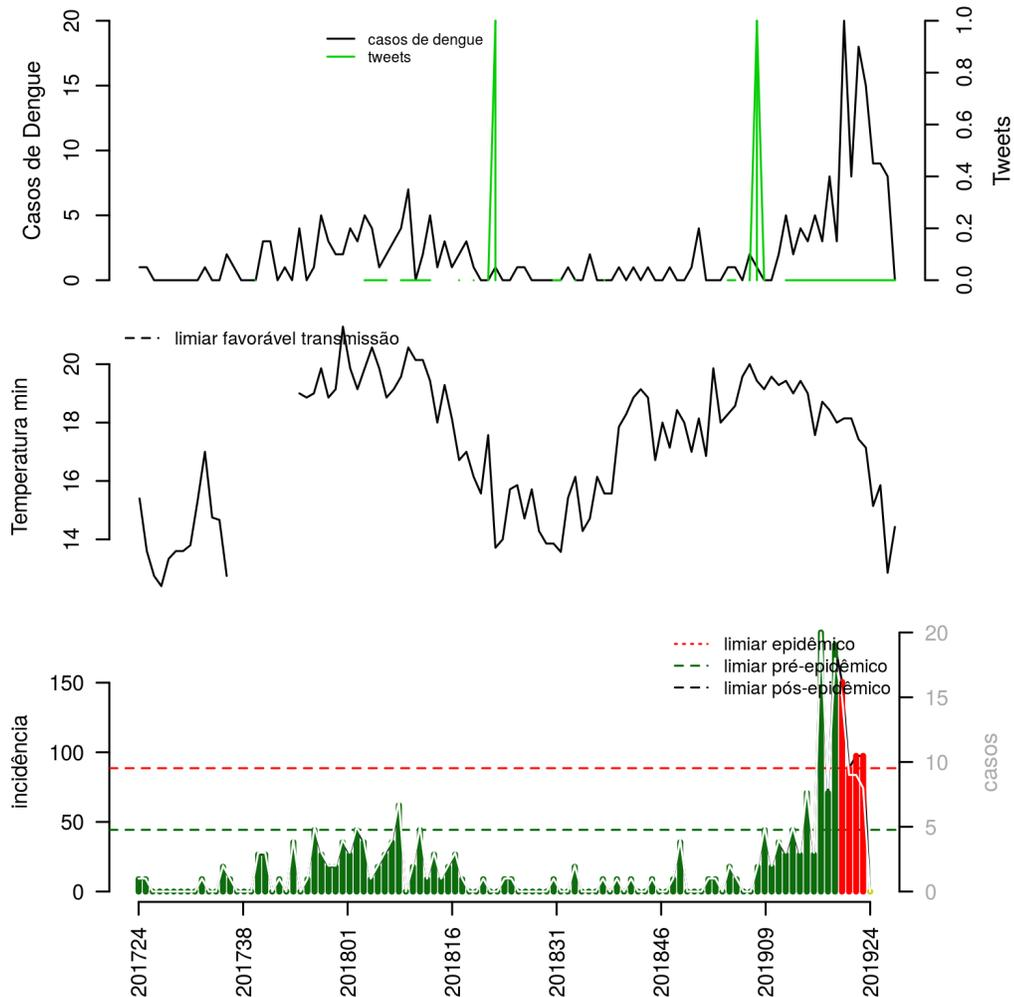 casos de dengue
tweets
Casos de Dengue
0
5
10
15
20
Tweets
0.0
0.2
0.4
0.6
0.8
1.0
limiar favorável transmissão
Temperatura min
14
16
18
20
limiar epidêmico
limiar pré-epidêmico
limiar pós-epidêmico
incidência
0
50
100
150
casos
0
5
10
15
20
201724
201738
201801
201816
201831
201846
201909
201924